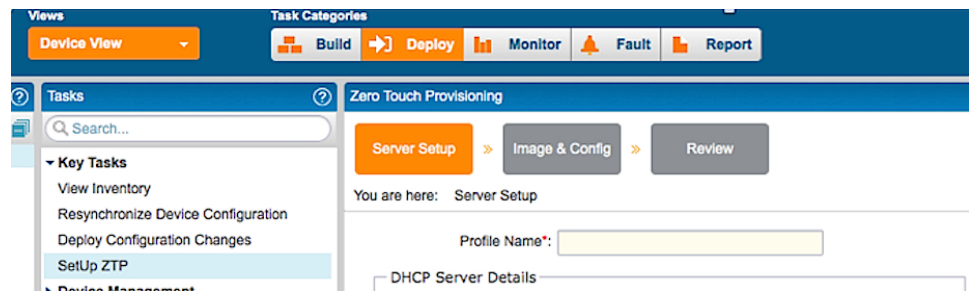 Views
Task Categories
Device View
Build
Deploy
Monitor
Fault
Report
Tasks
Search...
Key Tasks
View Inventory
Resynchronize Device Configuration
Deploy Configuration Changes
SetUp ZTP
Device Management
Zero Touch Provisioning
Server Setup » Image & Config » Review
You are here: Server Setup
Profile Name*:
DHCP Server Details